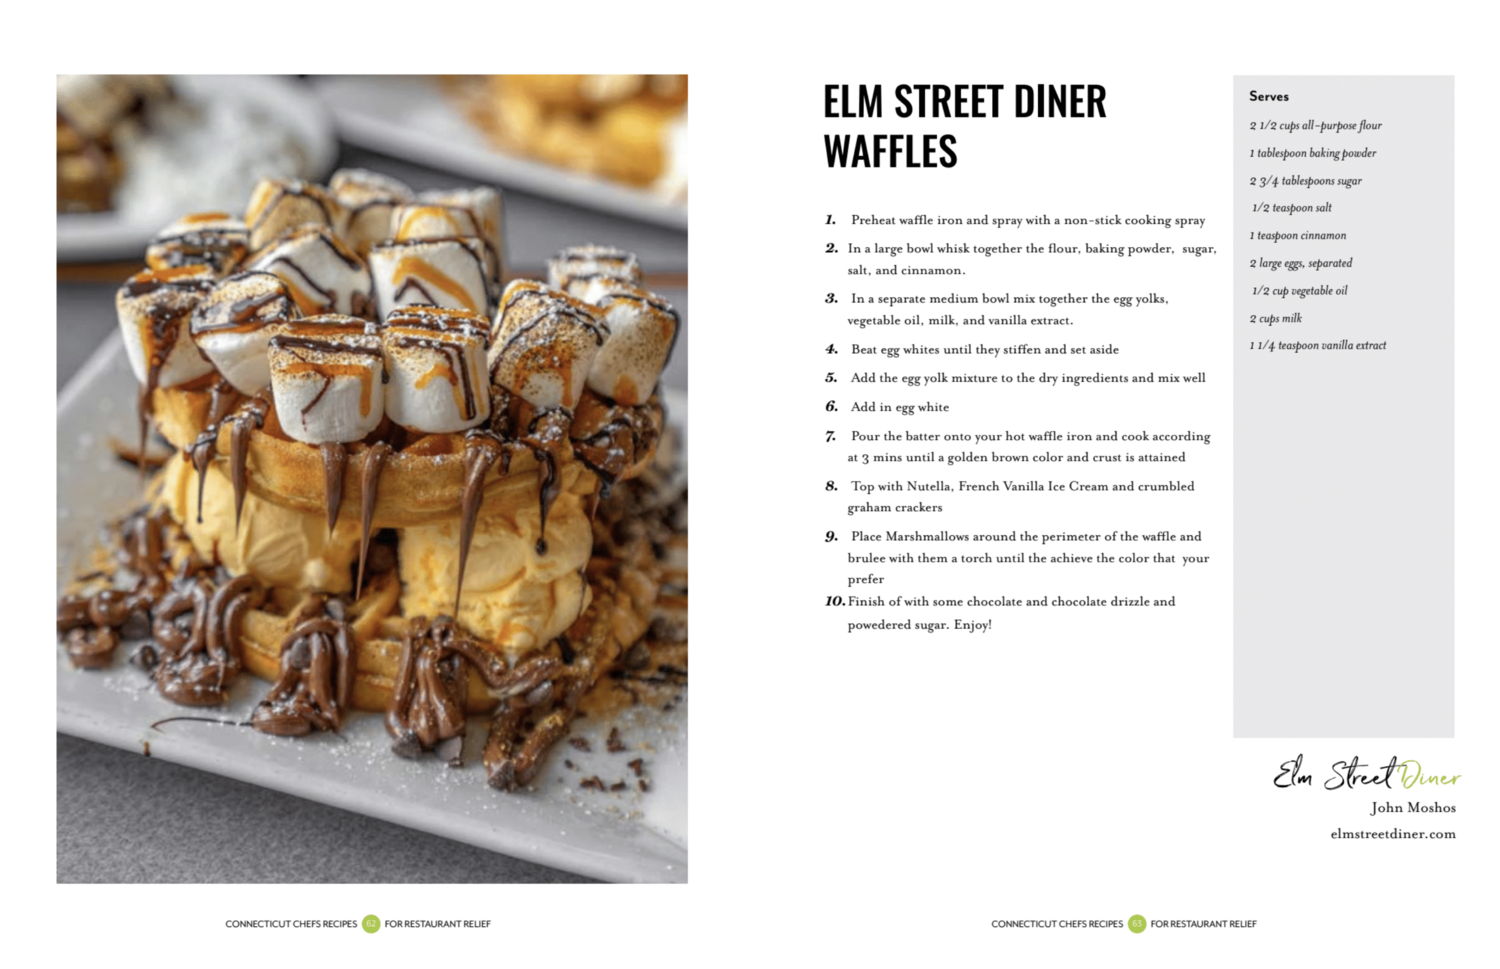 ELM STREET DINER
WAFFLES
1. Preheat waffle iron and spray with a non-stick cooking spray
2. In a large bowl whisk together the flour, baking powder, sugar,
salt, and cinnamon.
3. In a separate medium bowl mix together the egg yolks,
vegetable oil, milk, and vanilla extract.
4. Beat egg whites until they stiffen and set aside
5. Add the egg yolk mixture to the dry ingredients and mix well
6. Add in egg white
7. Pour the batter onto your hot waffle iron and cook according
at 3 mins until a golden brown color and crust is attained
8. Top with Nutella, French Vanilla Ice Cream and crumbled
graham crackers
9. Place Marshmallows around the perimeter of the waffle and
brulee with them a torch until the achieve the color that your
prefer
10. Finish of with some chocolate and chocolate drizzle and
powedered sugar. Enjoy!
Serves
2 1/2 cups all-purpose flour
1 tablespoon baking powder
2 3/4 tablespoons sugar
1/2 teaspoon salt
1 teaspoon cinnamon
2 large eggs, separated
1/2 cup vegetable oil
2 cups milk
1 1/4 teaspoon vanilla extract
Elm Street Diner
John Moshos
elmstreetdiner.com
CONNECTICUT CHEFS RECIPES 62 FOR RESTAURANT RELIEF
CONNECTICUT CHEFS RECIPES 63 FOR RESTAURANT RELIEF